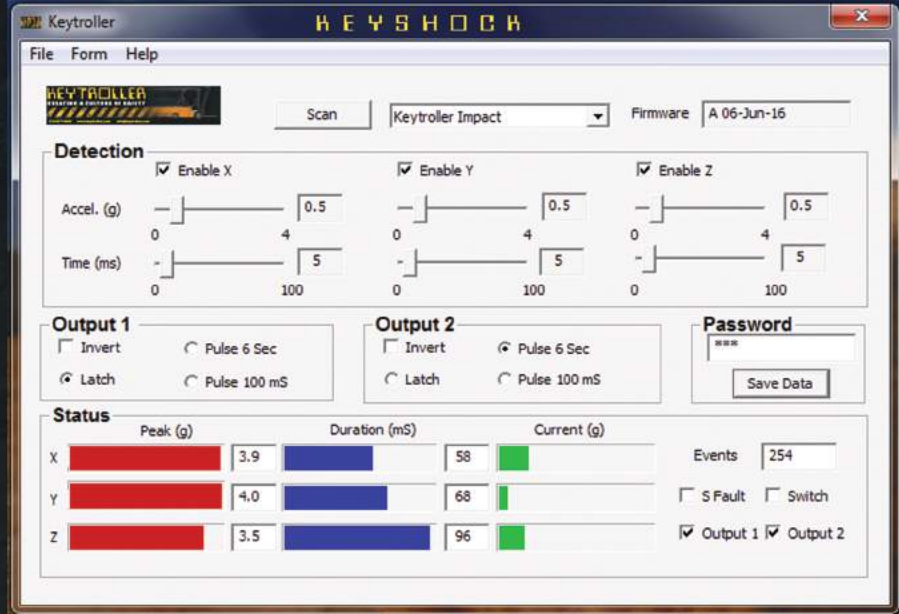 Keytroller
KEYSHOCK
File Form Help
KEYTROLLER
CREATING A CULTURE OF SAFETY
Scan
Keytroller Impact
Firmware A 06-Jun-16
Detection
Enable X Enable Y Enable Z
Accel. (g) 0.5 0.5 0.5
0 4 0 4 0 4
Time (ms) 5 5 5
0 100 0 100 0 100
Output 1
Invert Pulse 6 Sec
Latch Pulse 100 mS
Output 2
Invert Pulse 6 Sec
Latch Pulse 100 mS
Password
***
Save Data
Status
Peak (g) Duration (mS) Current (g)
X 3.9 58
Y 4.0 68
Z 3.5 96
Events 254
S Fault Switch
Output 1 Output 2